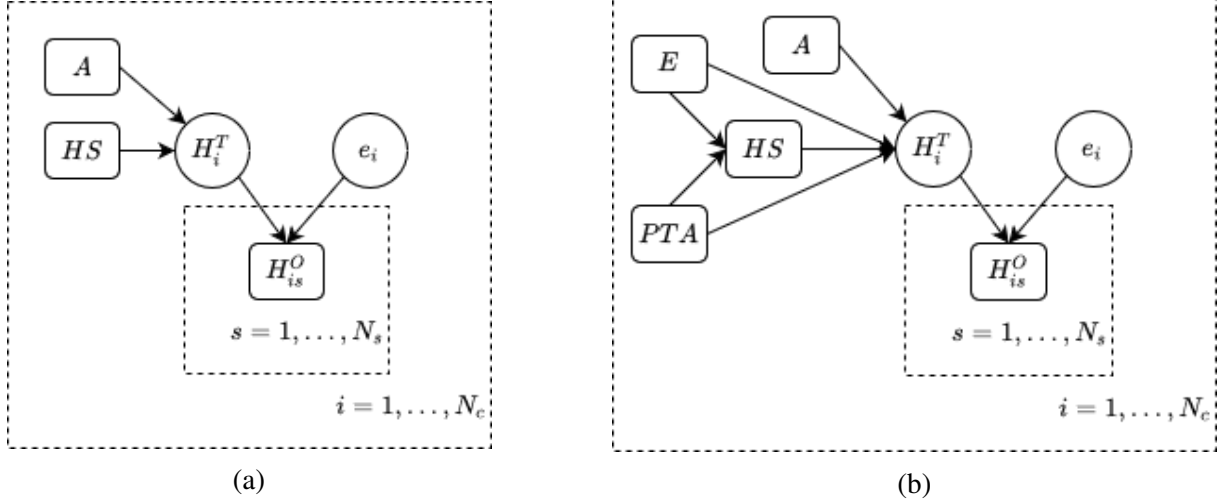 A
HS
H_i^T
e_i
H_{is}^O
s = 1, ..., N_s
i = 1, ..., N_c
(a)
E
A
HS
H_i^T
e_i
PTA
H_{is}^O
s = 1, ..., N_s
i = 1, ..., N_c
(b)